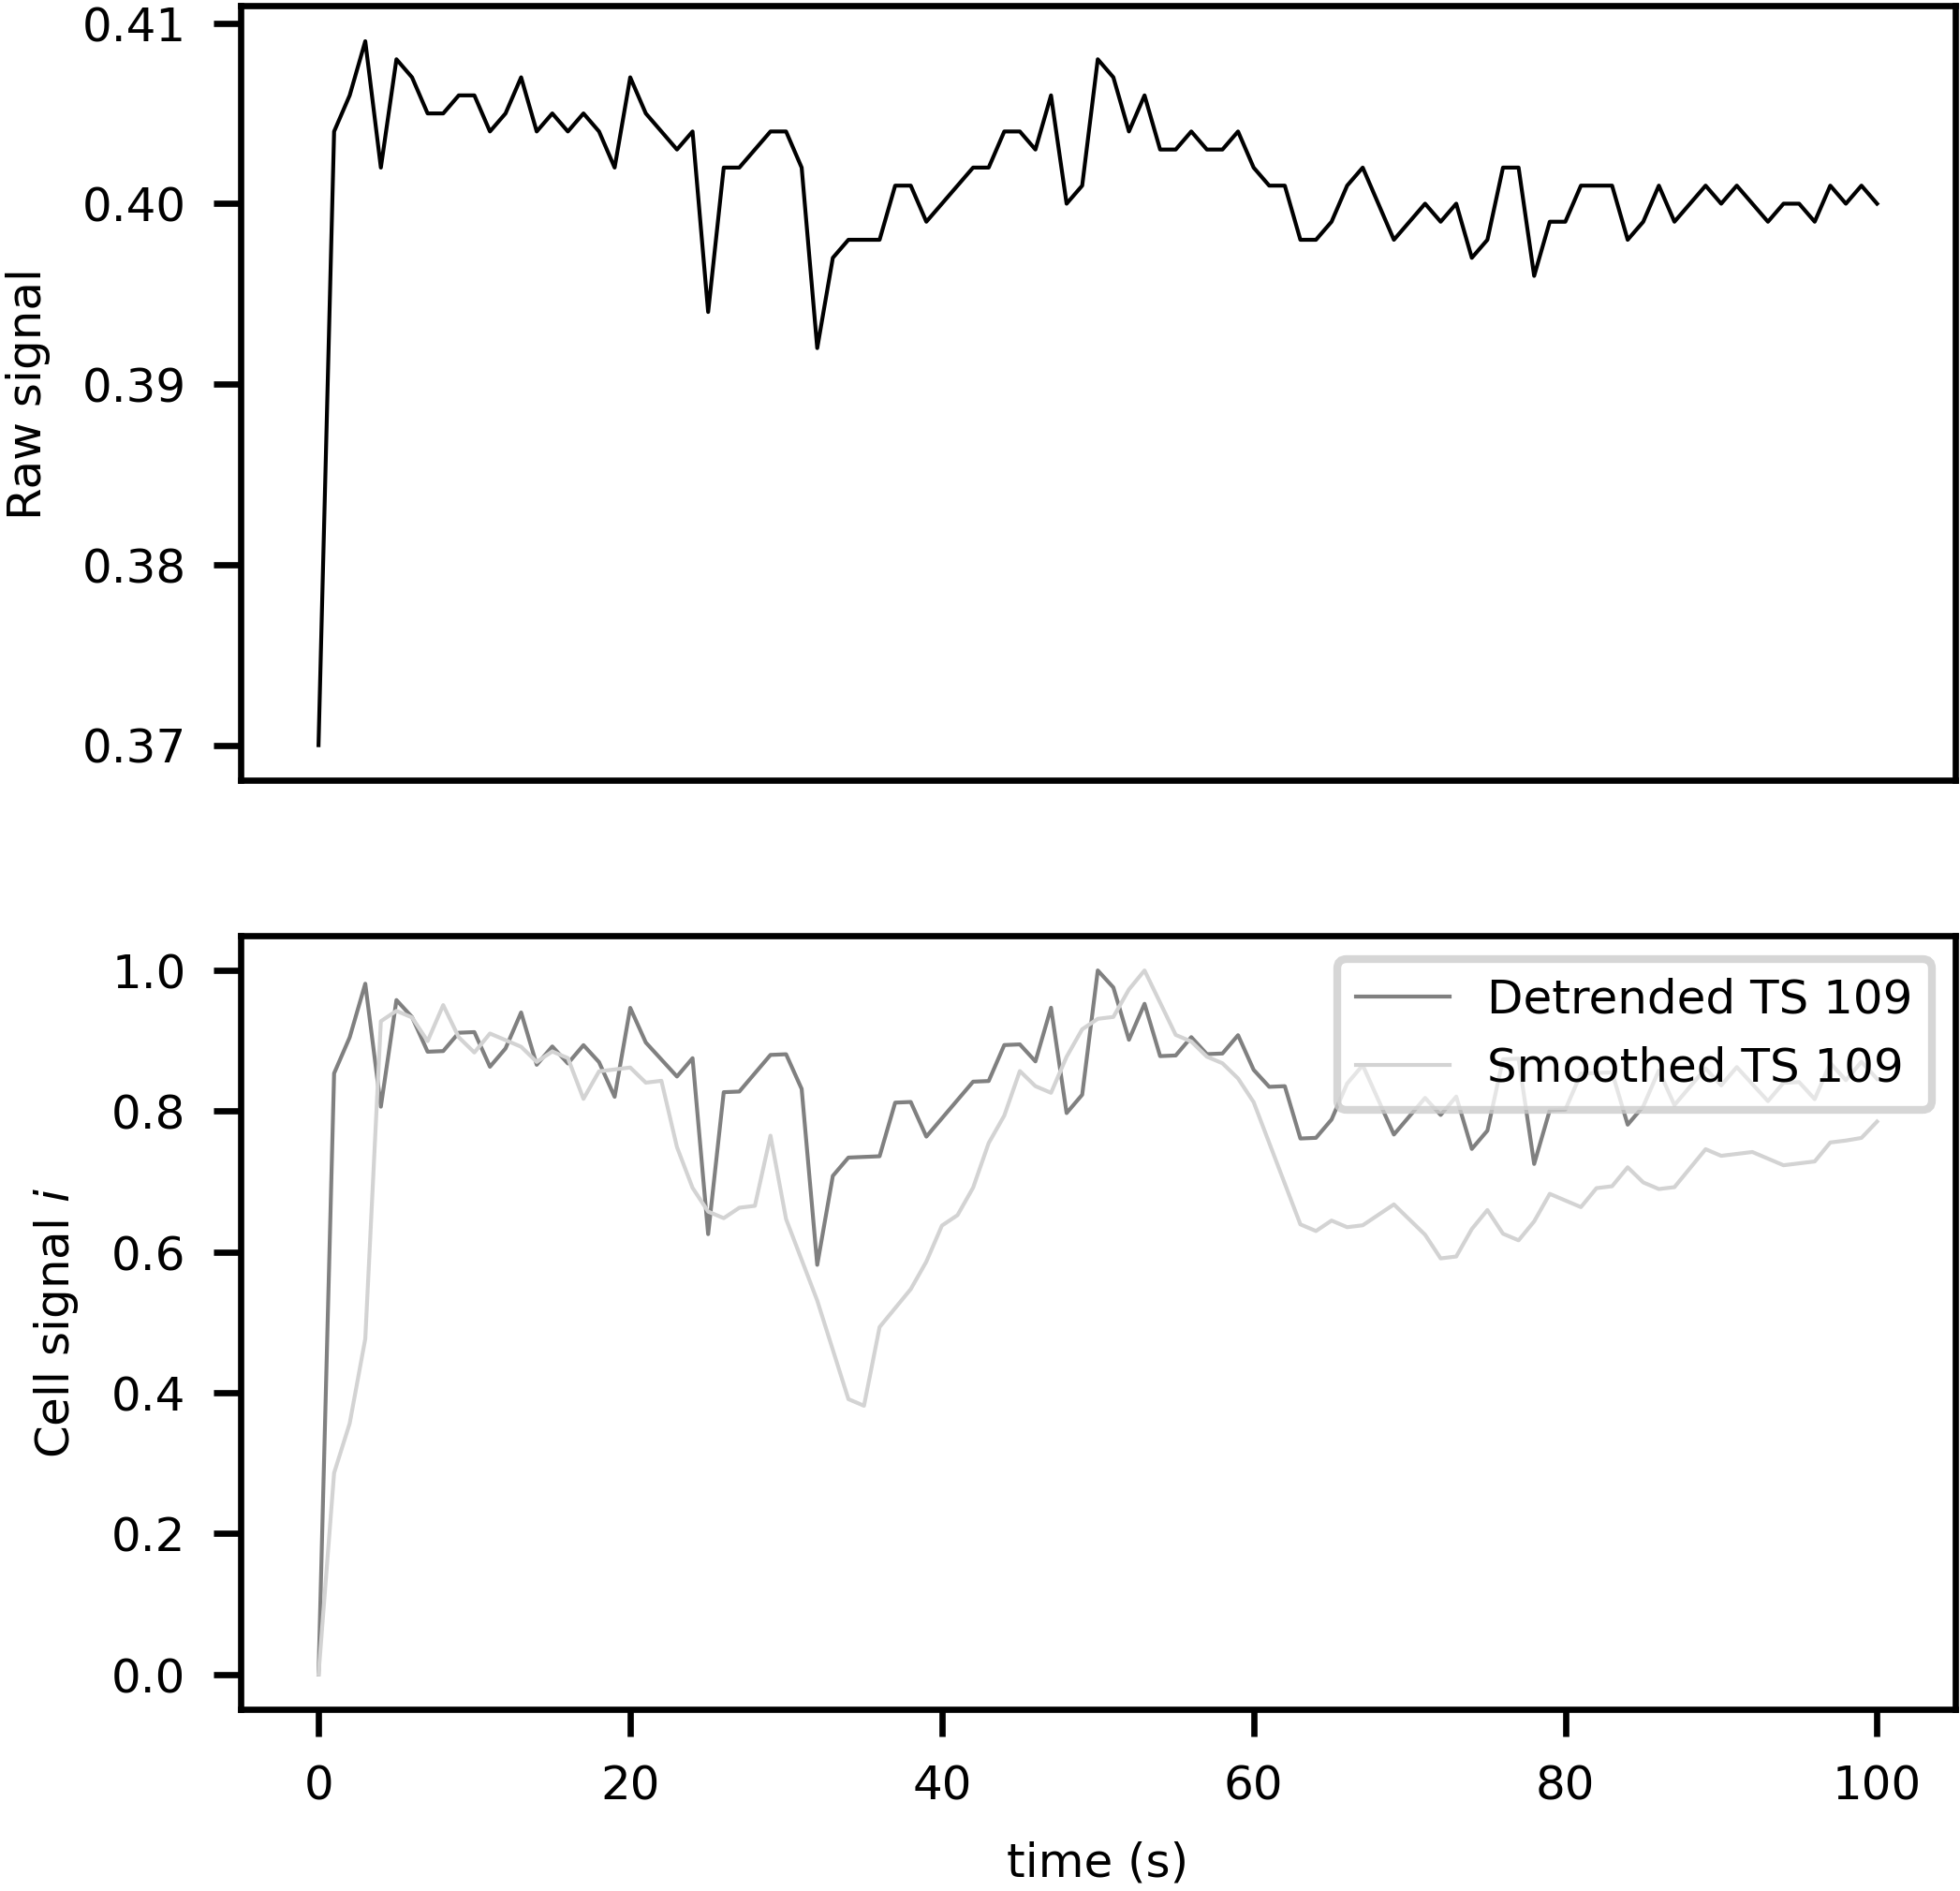 Raw signal
0.41
0.40
0.39
0.38
0.37
Cell signal i
1.0
0.8
0.6
0.4
0.2
0.0
Detrended TS 109
Smoothed TS 109
0 20 40 60 80 100
time (s)